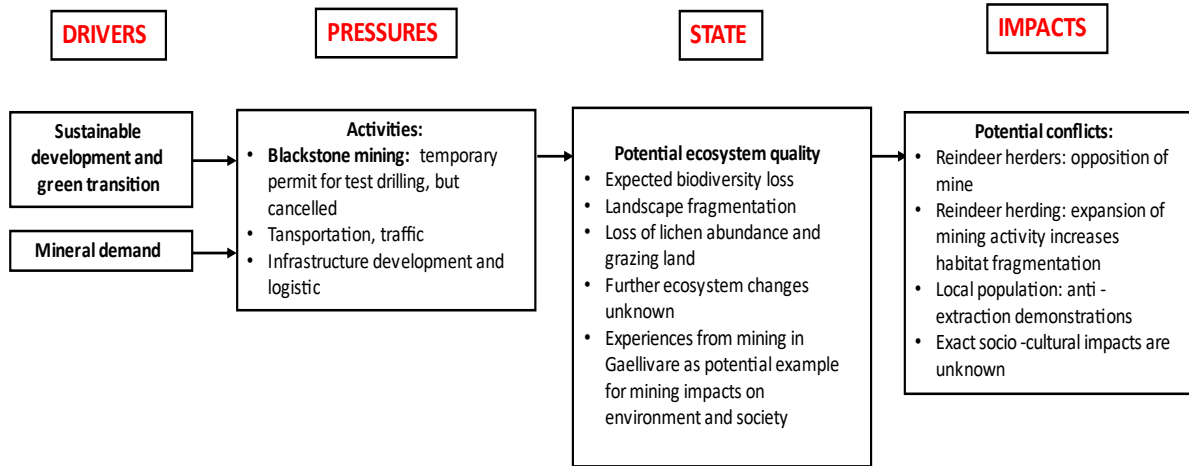 DRIVERS
PRESSURES
STATE
IMPACTS
Sustainable
development and
green transition
Mineral demand
Activities:
• Blackstone mining: temporary
permit for test drilling, but
cancelled
• Tansportation, traffic
• Infrastructure development and
logistic
Potential ecosystem quality
• Expected biodiversity loss
• Landscape fragmentation
• Loss of lichen abundance and
grazing land
• Further ecosystem changes
unknown
• Experiences from mining in
Gaellivare as potential example
for mining impacts on
environment and society
Potential conflicts:
• Reindeer herders: opposition of
mine
• Reindeer herding: expansion of
mining activity increases
habitat fragmentation
• Local population: anti -
extraction demonstrations
• Exact socio -cultural impacts are
unknown